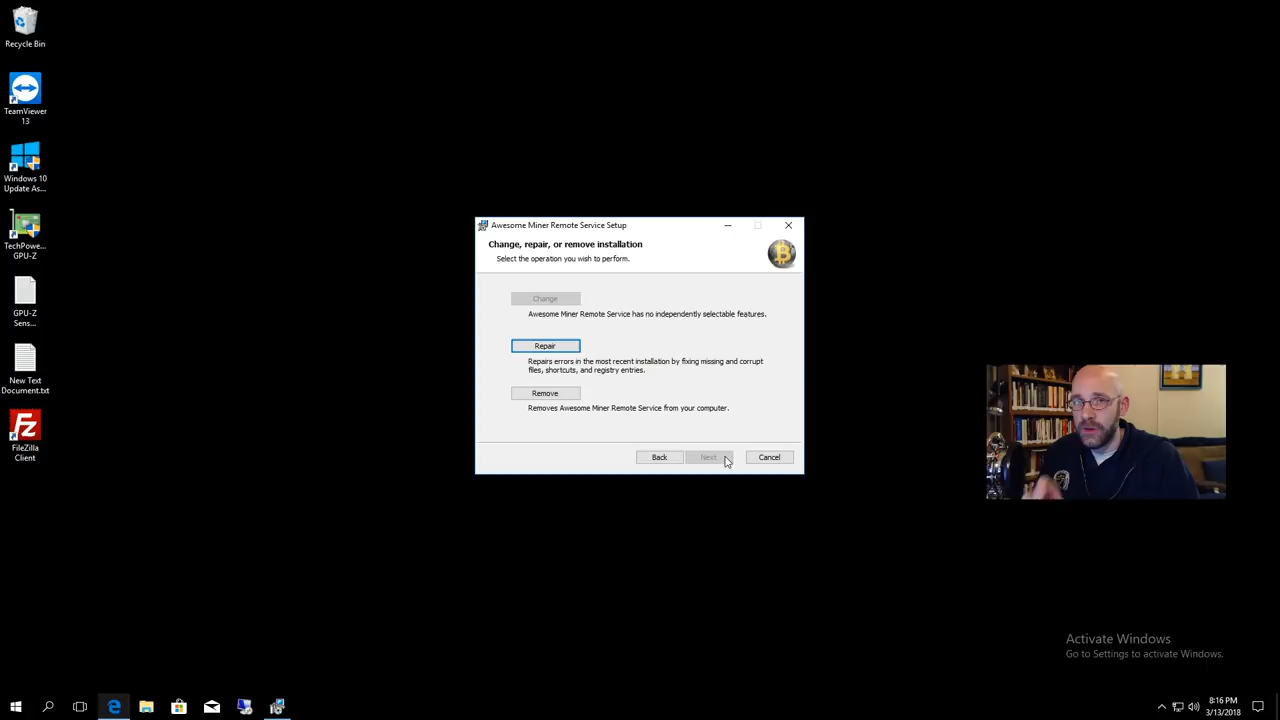 Recycle Bin
TeamViewer
13
Windows 10
Update As...
TechPowe...
GPU-Z
GPU-Z
Sens...
New Text
Document.txt
FileZilla
Client
Awesome Miner Remote Service Setup
Change, repair, or remove installation
Select the operation you wish to perform.
Change
Awesome Miner Remote Service has no independently selectable features.
Repair
Repairs errors in the most recent installation by fixing missing and corrupt
files, shortcuts, and registry entries.
Remove
Removes Awesome Miner Remote Service from your computer.
Back
Next
Cancel
Activate Windows
Go to Settings to activate Windows.
8:16 PM
3/13/2018